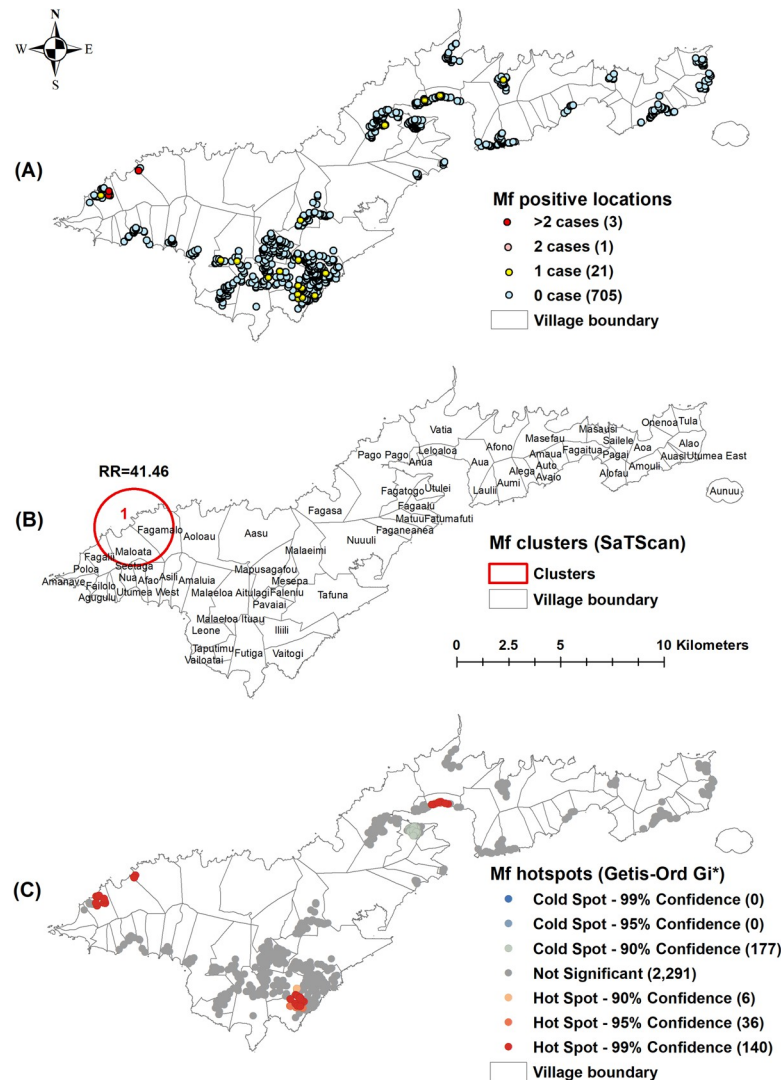 N
W E
S
(A)
Mf positive locations
>2 cases (3)
2 cases (1)
1 case (21)
0 case (705)
Village boundary
(B)
RR=41.46
1
Onenoa Tula
Masausi
Vatia
Sailele
Afono Masefau Aoa Alao
Pago Pago Leloaloa Amaua Fagaitua Pagai AuasiUtumea East
Anua Aua Auto Amouli
Alega Avaio Alofau
Fagatogo Utulei Aumi
Laulii
Aunuu
Fagaalu
Fagasa Matuu Fatumafuti
Fagamalo Faganeanea
Aoloau Aasu Nuuuli
Maloata Malaeimi
Fagalii Seetaga
Poloa Mapusagafou
Amanave Nua Afao Asili Amaluia Mesepa
Failolo Utumea West Malaeloa Aitulagi Faleniu Tafuna
Agugulu Pavaiai
Malaeloa Ituau
Leone Iliili
Taputimu Futiga Vaitogi
Vailoatai
Mf clusters (SaTScan)
Clusters
Village boundary
0 2.5 5 10 Kilometers
(C)
Mf hotspots (Getis-Ord Gi*)
Cold Spot - 99% Confidence (0)
Cold Spot - 95% Confidence (0)
Cold Spot - 90% Confidence (177)
Not Significant (2,291)
Hot Spot - 90% Confidence (6)
Hot Spot - 95% Confidence (36)
Hot Spot - 99% Confidence (140)
Village boundary